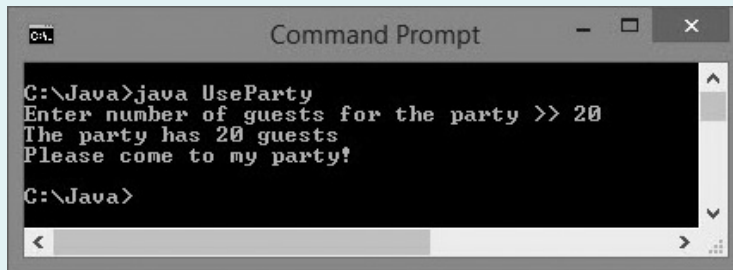 Command Prompt
C:\Java>java UseParty
Enter number of guests for the party >> 20
The party has 20 guests
Please come to my party!
C:\Java>